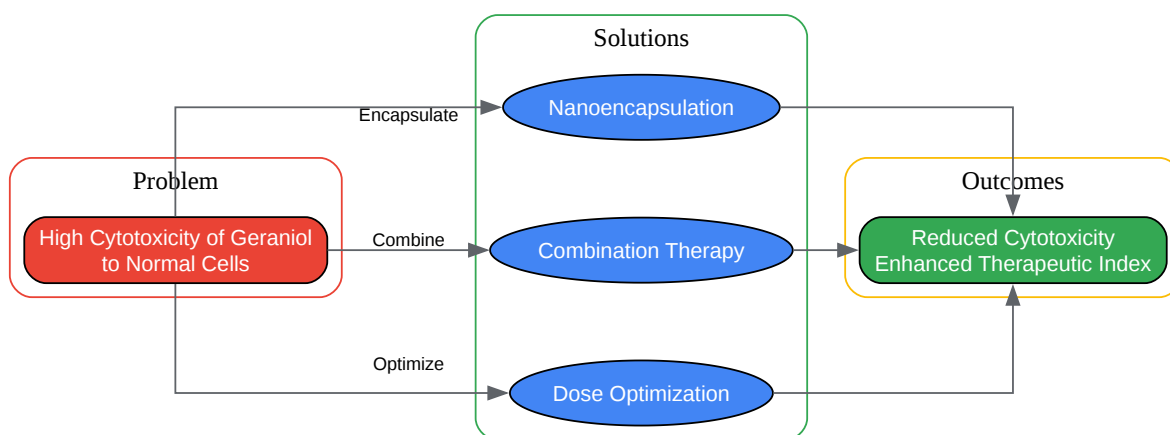 Solutions
Nanoencapsulation
Encapsulate
Problem
Outcomes
High Cytotoxicity of Geraniol
to Normal Cells
Combine
Combination Therapy
Reduced Cytotoxicity
Enhanced Therapeutic Index
Optimize
Dose Optimization